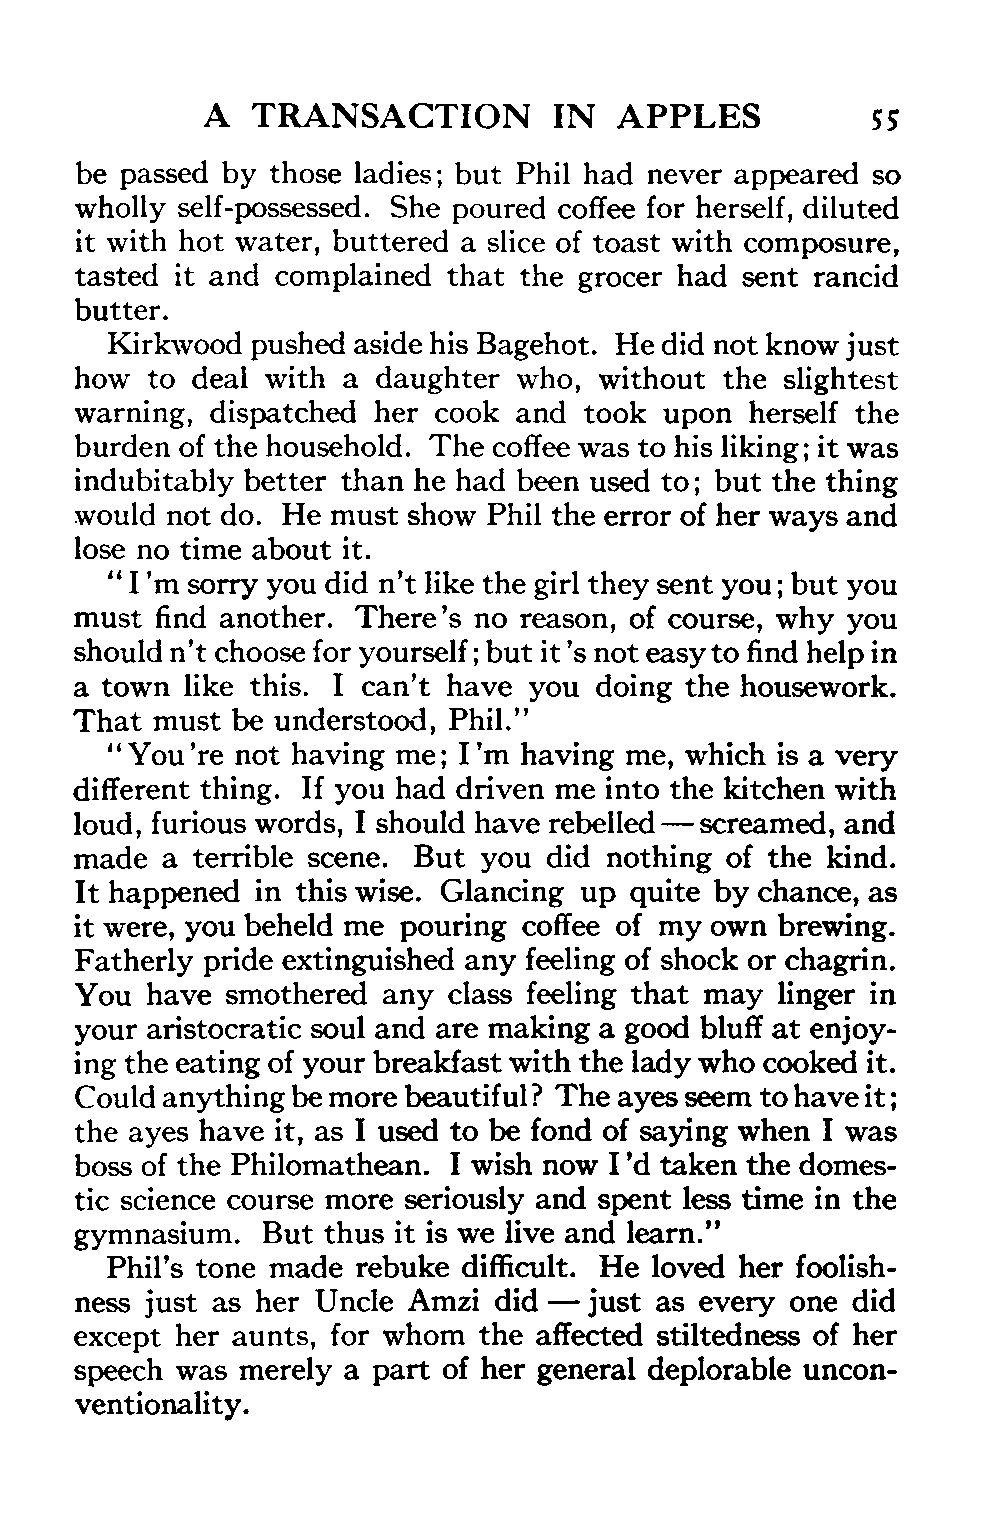 A TRANSACTION IN APPLES 55
be passed by those ladies; but Phil had never appeared so
wholly self-possessed. She poured coffee for herself, diluted
it with hot water, buttered a slice of toast with composure,
tasted it and complained that the grocer had sent rancid
butter.
Kirkwood pushed aside his Bagehot. He did not know just
how to deal with a daughter who, without the slightest
warning, dispatched her cook and took upon herself the
burden of the household. The coffee was to his liking; it was
indubitably better than he had been used to; but the thing
would not do. He must show Phil the error of her ways and
lose no time about it.
"I 'm sorry you did n't like the girl they sent you; but you
must find another. There 's no reason, of course, why you
should n't choose for yourself; but it 's not easy to find help in
a town like this. I can't have you doing the housework.
That must be understood, Phil."
"You 're not having me; I 'm having me, which is a very
different thing. If you had driven me into the kitchen with
loud, furious words, I should have rebelled — screamed, and
made a terrible scene. But you did nothing of the kind.
It happened in this wise. Glancing up quite by chance, as
it were, you beheld me pouring coffee of my own brewing.
Fatherly pride extinguished any feeling of shock or chagrin.
You have smothered any class feeling that may linger in
your aristocratic soul and are making a good bluff at enjoy-
ing the eating of your breakfast with the lady who cooked it.
Could anything be more beautiful? The ayes seem to have it;
the ayes have it, as I used to be fond of saying when I was
boss of the Philomathean. I wish now I 'd taken the domes-
tic science course more seriously and spent less time in the
gymnasium. But thus it is we live and learn."
Phil's tone made rebuke difficult. He loved her foolish-
ness just as her Uncle Amzi did — just as every one did
except her aunts, for whom the affected stiltedness of her
speech was merely a part of her general deplorable uncon-
ventionality.